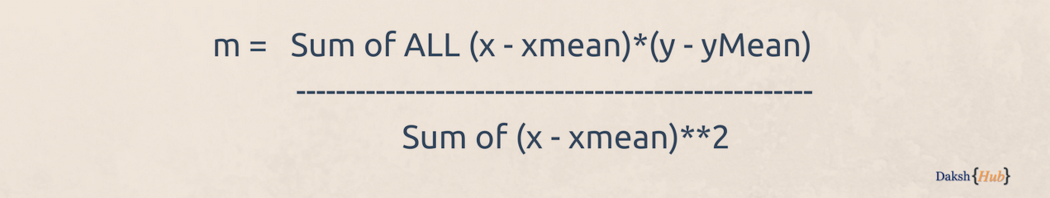 m = Sum of ALL (x - xmean)*(y - yMean)
---------------------------------------------------
Sum of (x - xmean)**2
Daksh{Hub}